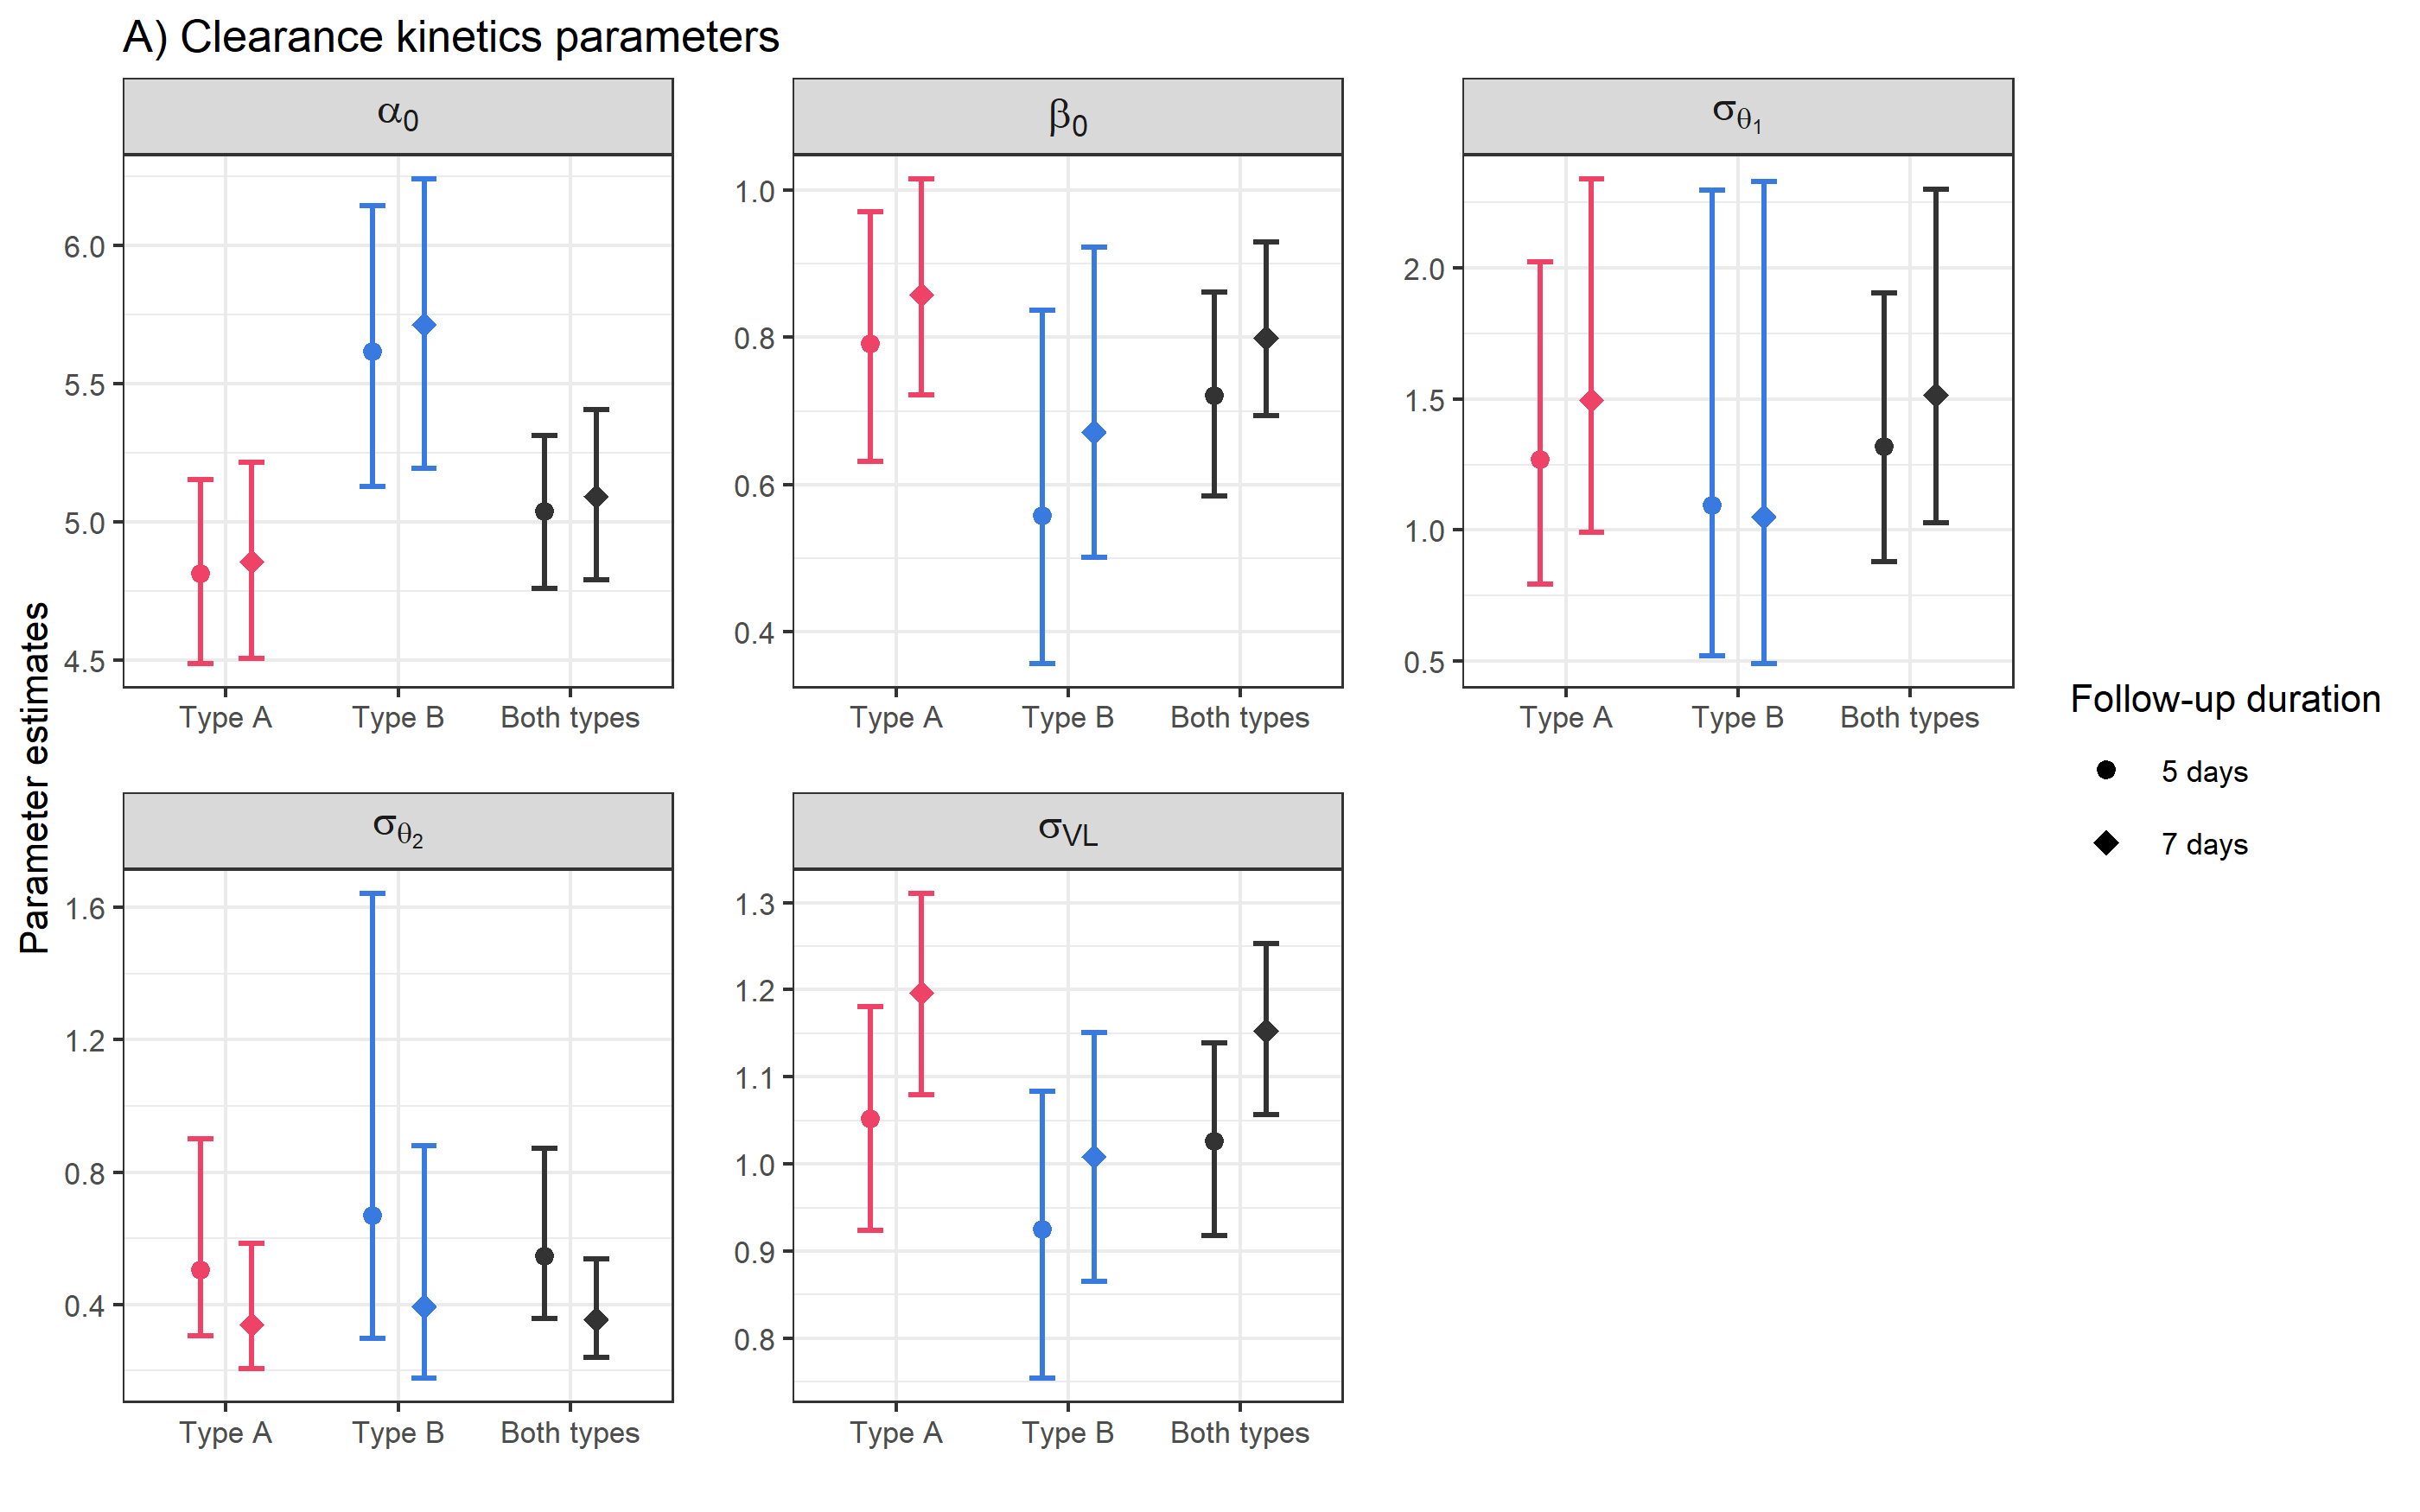 A) Clearance kinetics parameters
α0
β0
σθ1
6.0
5.5
5.0
4.5
1.0
0.8
0.6
0.4
2.0
1.5
1.0
0.5
Type A Type B Both types
Type A Type B Both types
Type A Type B Both types
Parameter estimates
σθ2
σVL
1.6
1.2
0.8
0.4
1.3
1.2
1.1
1.0
0.9
0.8
Type A Type B Both types
Type A Type B Both types
Follow-up duration
5 days
7 days